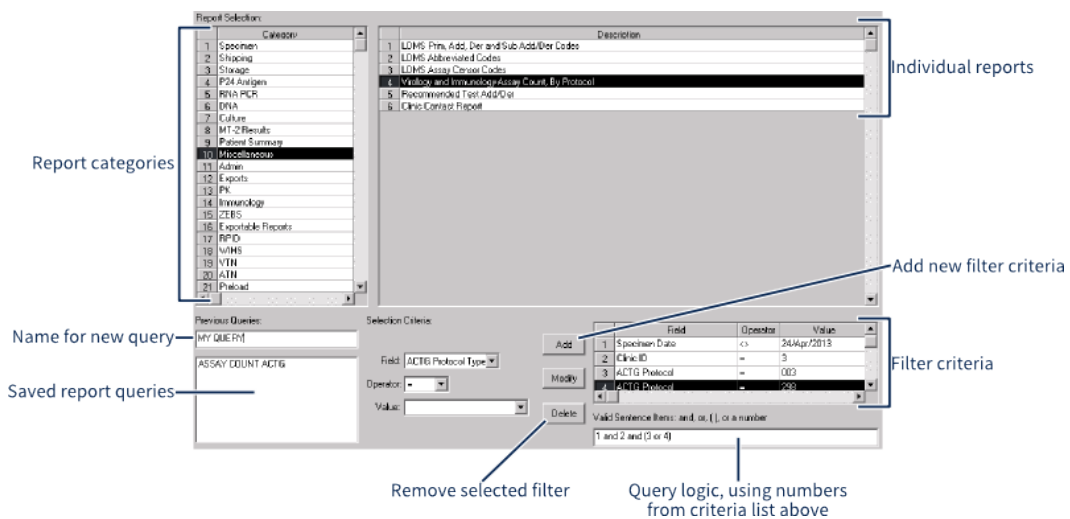 Report Selection:
Category
1 Specimen
2 Shipping
3 Storage
4 P24 Antigen
5 RNA PCR
6 DNA
7 Culture
8 MT-2 Results
9 Patient Summary
10 Miscellaneous
11 Admin
12 Exports
13 PK
14 Immunology
15 ZEBS
16 Exportable Reports
17 RPID
18 WIHS
19 VTN
20 ATN
21 Preload
Description
1 LDMS Prim, Add, Der and Sub Add/Der Codes
2 LDMS Abbreviated Codes
3 LDMS Assay Censor Codes
4 Virology and Immunology Assay Count, By Protocol
5 Recommended Test Add/Der
6 Clinic Contact Report
Individual reports
Report categories
Add new filter criteria
Previous Queries:
MY QUERY
Name for new query
ASSAY COUNT ACTG
Saved report queries
Selection Criteria:
Field: ACTG Protocol Type
Operator: =
Value:
Add
Modify
Delete
Field Operator Value
1 Specimen Date <> 24/Apr/2013
2 Clinic ID = 3
3 ACTG Protocol = 003
4 ACTG Protocol = 298
Filter criteria
Valid Sentence Items: and, or, ( ), or a number
1 and 2 and (3 or 4)
Remove selected filter
Query logic, using numbers
from criteria list above